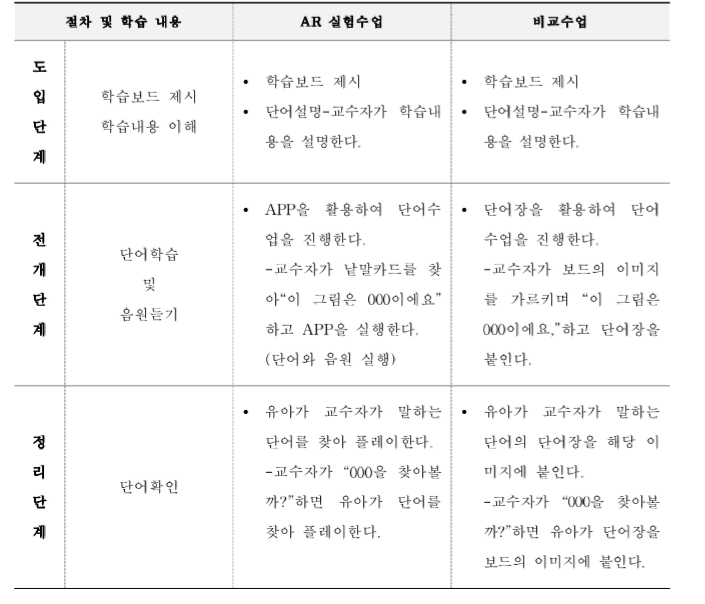 절차 및 학습 내용 AR 실험수업 비교수업
도
입
단
계
학습보드 제시
학습내용 이해
• 학습보드 제시
• 단어설명-교수자가 학습내
용을 설명한다.
• 학습보드 제시
• 단어설명-교수자가 학습내
용을 설명한다.
전
개
단
계
단어학습
및
음원듣기
• APP을 활용하여 단어수
업을 진행한다.
-교수자가 낱말카드를 찾
아“이 그림은 000이에요”
하고 APP을 실행한다.
(단어와 음원 실행)
• 단어장을 활용하여 단어
수업을 진행한다.
-교수자가 보드의 이미지
를 가르키며 “이 그림은
000이에요,”하고 단어장을
붙인다.
정
리
단
계
단어확인
• 유아가 교수자가 말하는
단어를 찾아 플레이한다.
-교수자가 “000을 찾아볼
까?”하면 유아가 단어를
찾아 플레이한다.
• 유아가 교수자가 말하는
단어의 단어장을 해당 이
미지에 붙인다.
-교수자가 “000을 찾아볼
까?”하면 유아가 단어장을
보드의 이미지에 붙인다.